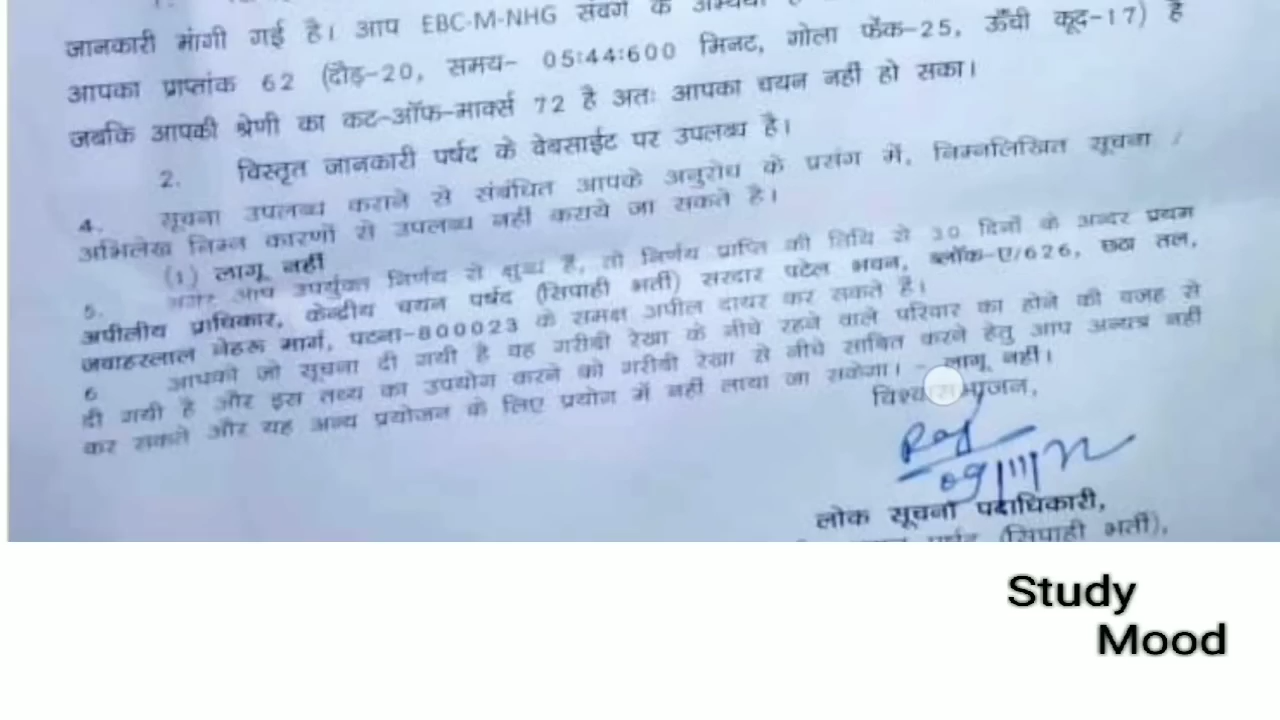 जानकारी मांगी गई है। आप EBC-M-NHG संवर्ग के अभ्यर्थी
आपका प्राप्तांक 62 (दौड़-20, समय- 05:44:600 मिनट, गोला फेंक-25, ऊँची कूद-17) है
जबकि आपकी श्रेणी का कट-ऑफ-मार्क्स 72 है अतः आपका चयन नहीं हो सका।
2. विस्तृत जानकारी पर्षद के वेबसाईट पर उपलब्ध है।
4. सूचना उपलब्ध कराने से संबंधित आपके अनुरोध के प्रसंग में, निम्नलिखित सूचना /
अभिलेख निम्न कारणों से उपलब्ध नहीं कराये जा सकते है।
(1) लागू नहीं
5. अगर आप उपर्युक्त निर्णय से क्षुब्ध है, तो निर्णय प्राप्ति की तिथि से 30 दिनों के अन्दर प्रथम
अपीलीय प्राधिकार, केन्द्रीय चयन पर्षद (सिपाही भर्ती) सरदार पटेल भवन, ब्लॉक-ए/626, छठा तल,
जवाहरलाल नेहरू मार्ग, पटना-800023 के समक्ष अपील दायर कर सकते है।
6 आपको जो सूचना दी गयी है वह गरीबी रेखा के नीचे रहने वाले परिवार का होने की वजह से
दी गयी है और इस तथ्य का उपयोग करने को गरीबी रेखा से नीचे साबित करने हेतु आप अन्यत्र नहीं
कर सकते और यह अन्य प्रयोजन के लिए प्रयोग में नहीं लाया जा सकेगा। - लागू नहीं।
विश्वासभाजन,
लोक सूचना पदाधिकारी,
पर्षद (सिपाही भर्ती),
Study
Mood